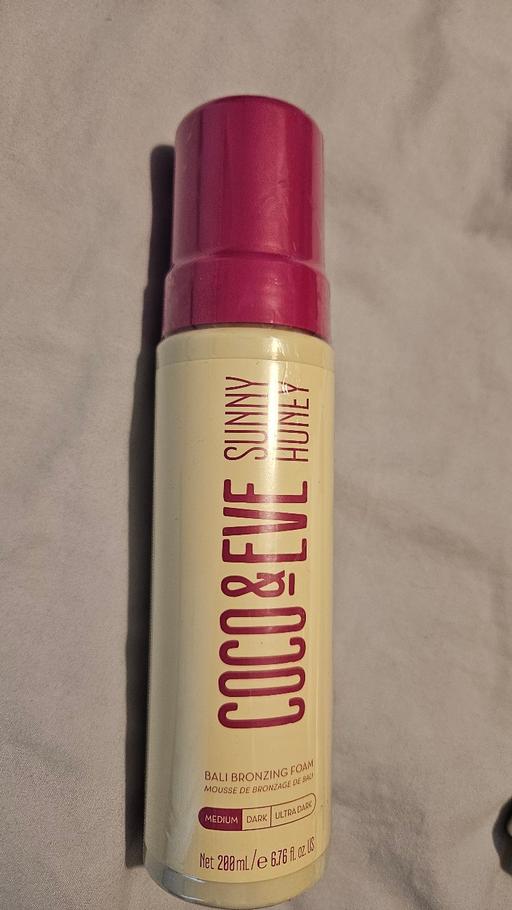 COCO & EVE
SUNNY
HONEY
BALI BRONZING FOAM
MOUSSE DE BRONZAGE DE BALI
MEDIUM DARK ULTRA DARK
Net 200mL/℮ 6.76 fl. oz. US